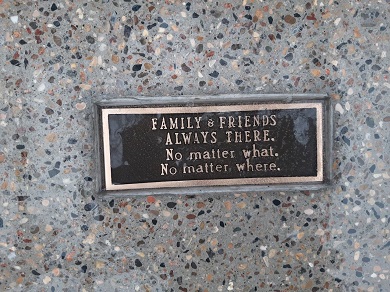 FAMILY & FRIENDS
ALWAYS THERE.
No matter what.
No matter where.